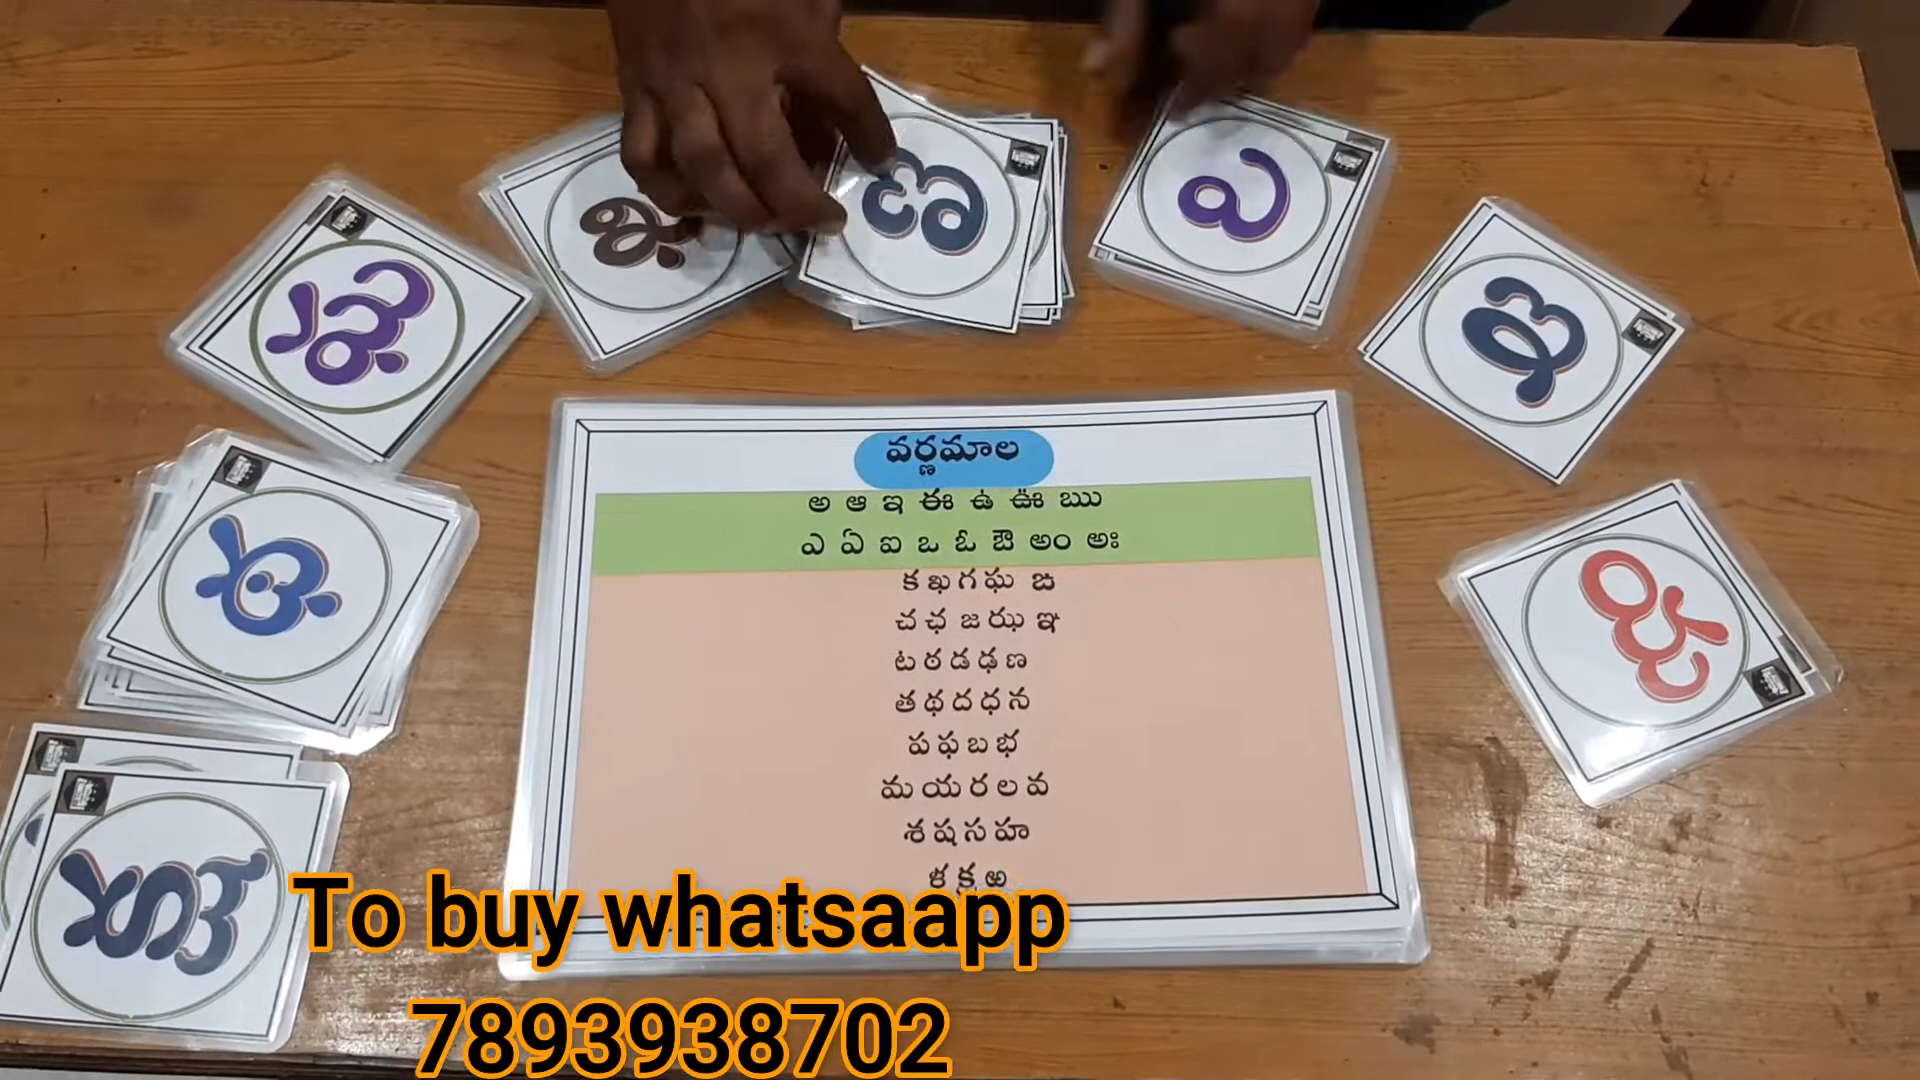 ణ
ఎ
ఖ
వర్ణమాల
అ ఆ ఇ ఈ ఉ ఊ ఋ
ఎ ఏ ఐ ఒ ఓ ఔ అం అః
క ఖ గ ఘ ఙ
చ ఛ జ ఝ ఞ
ట ఠ డ ఢ ణ
త థ ద ధ న
ప ఫ బ భ
మ య ర ల వ
శ ష స హ
ళ క్ష ఱ
To buy whatsaapp
7893938702